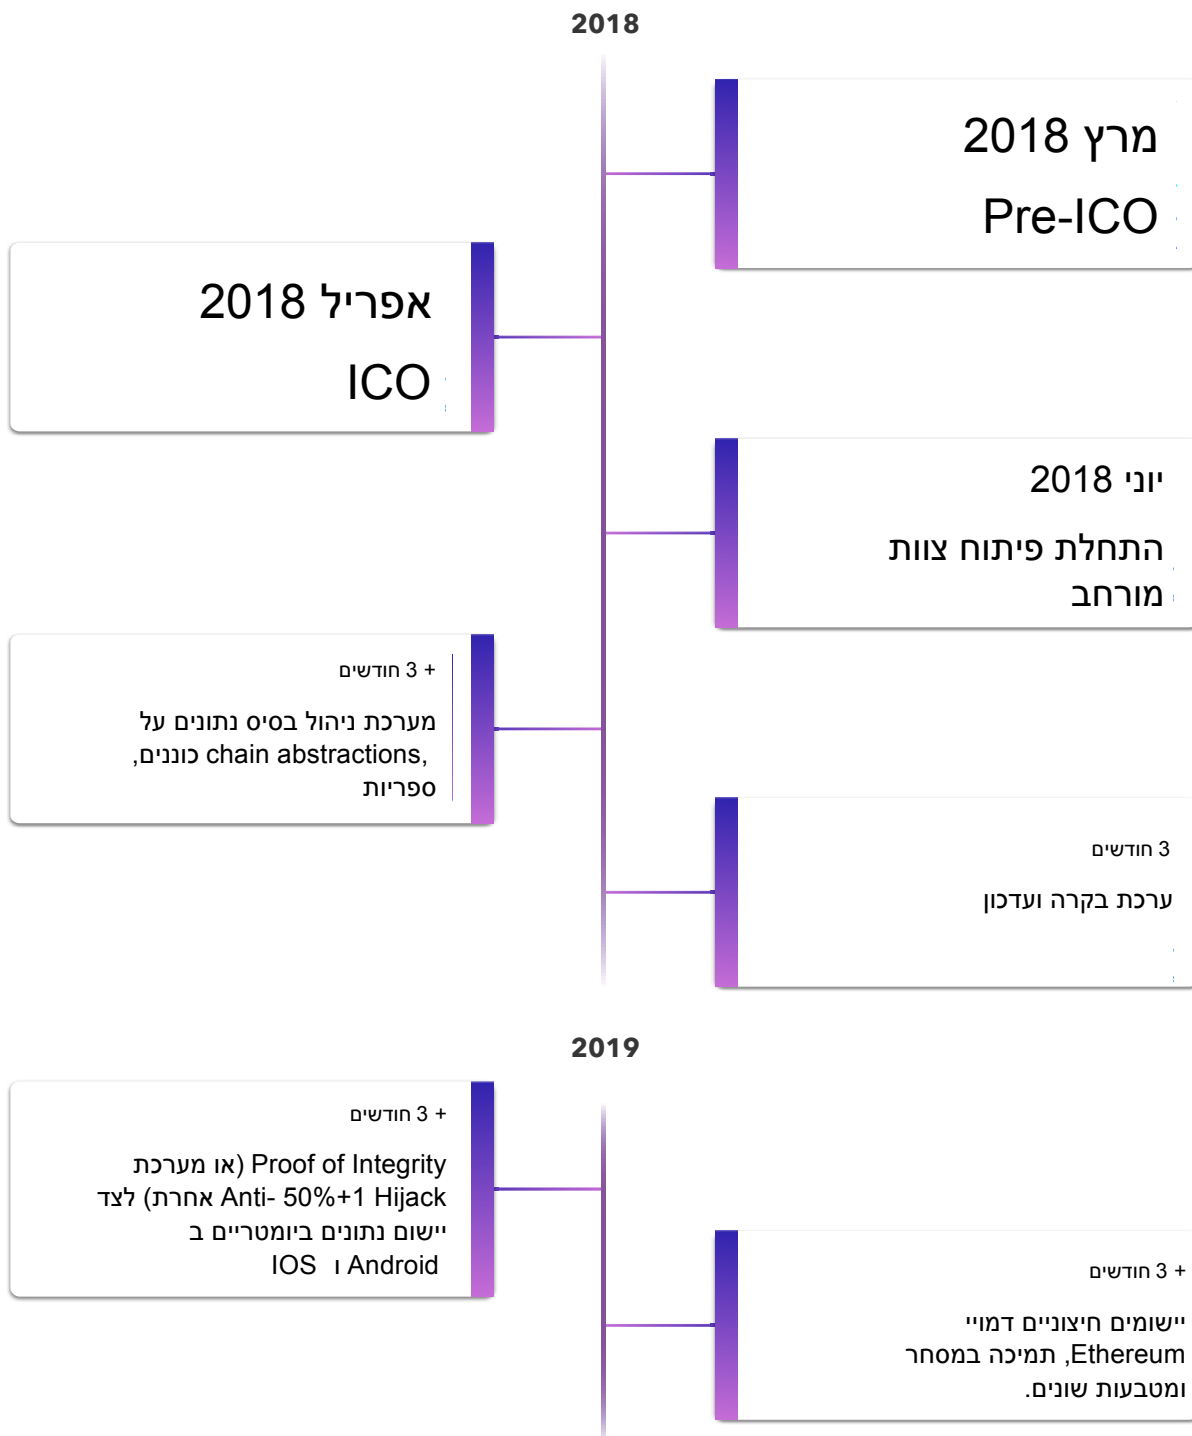 2018
מרץ 2018
Pre-ICO
אפריל 2018
ICO
יוני 2018
התחלת פיתוח צוות
מורחב
+ 3 חודשים
מערכת ניהול בסיס נתונים על
,chain abstractions כוננים,
ספריות
3 חודשים
ערכת בקרה ועדכון
2019
+ 3 חודשים
Proof of Integrity (או מערכת
Anti- 50%+1 Hijack אחרת) לצד
יישום נתונים ביומטריים ב
Android ו IOS
+ 3 חודשים
יישומים חיצוניים דמויי
Ethereum, תמיכה במסחר
ומטבעות שונים.